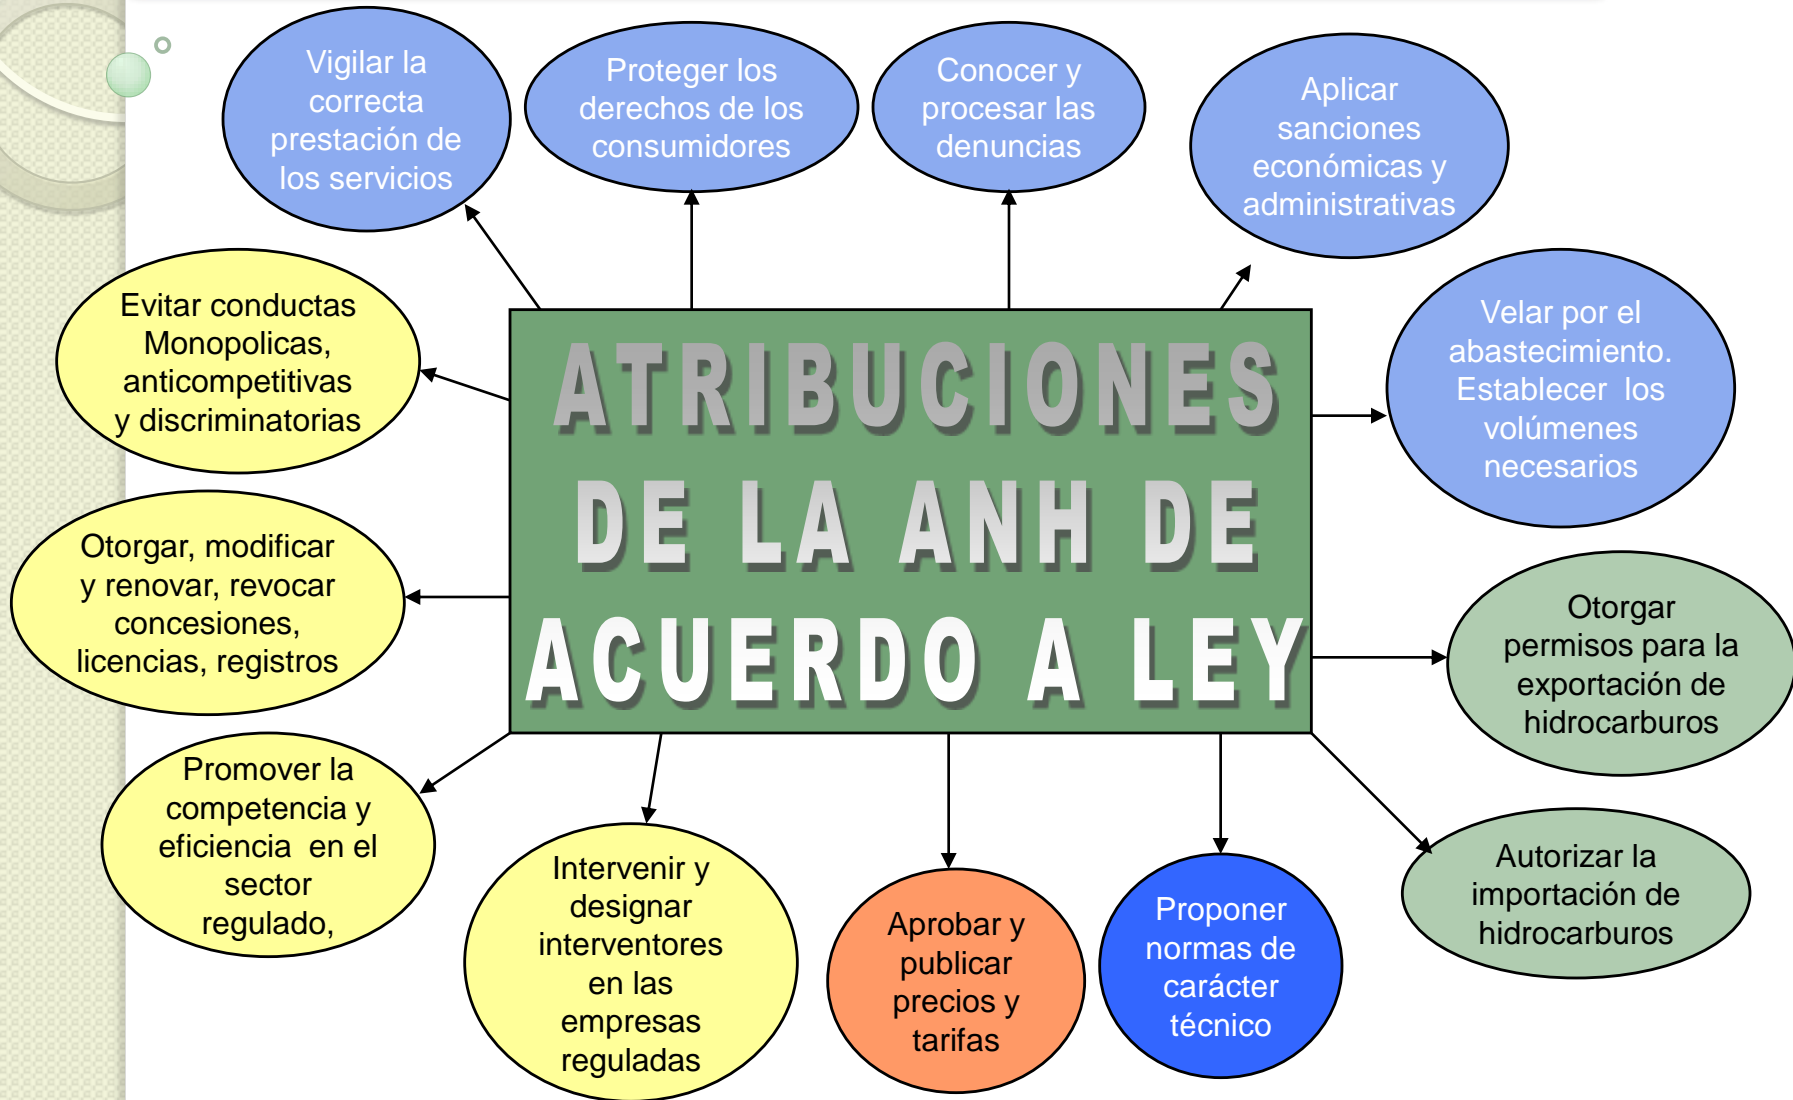 Vigilar la
correcta
prestación de
los servicios
Proteger los
derechos de los
consumidores
Conocer y
procesar las
denuncias
Aplicar
sanciones
económicas y
administrativas
Velar por el
abastecimiento.
Establecer los
volúmenes
necesarios
Evitar conductas
Monopolicas,
anticompetitivas
y discriminatorias
ATRIBUCIONES
DE LA ANH DE
ACUERDO A LEY
Otorgar, modificar
y renovar, revocar
concesiones,
licencias, registros
Otorgar
permisos para la
exportación de
hidrocarburos
Promover la
competencia y
eficiencia en el
sector
regulado,
Intervenir y
designar
interventores
en las
empresas
reguladas
Aprobar y
publicar
precios y
tarifas
Proponer
normas de
carácter
técnico
Autorizar la
importación de
hidrocarburos